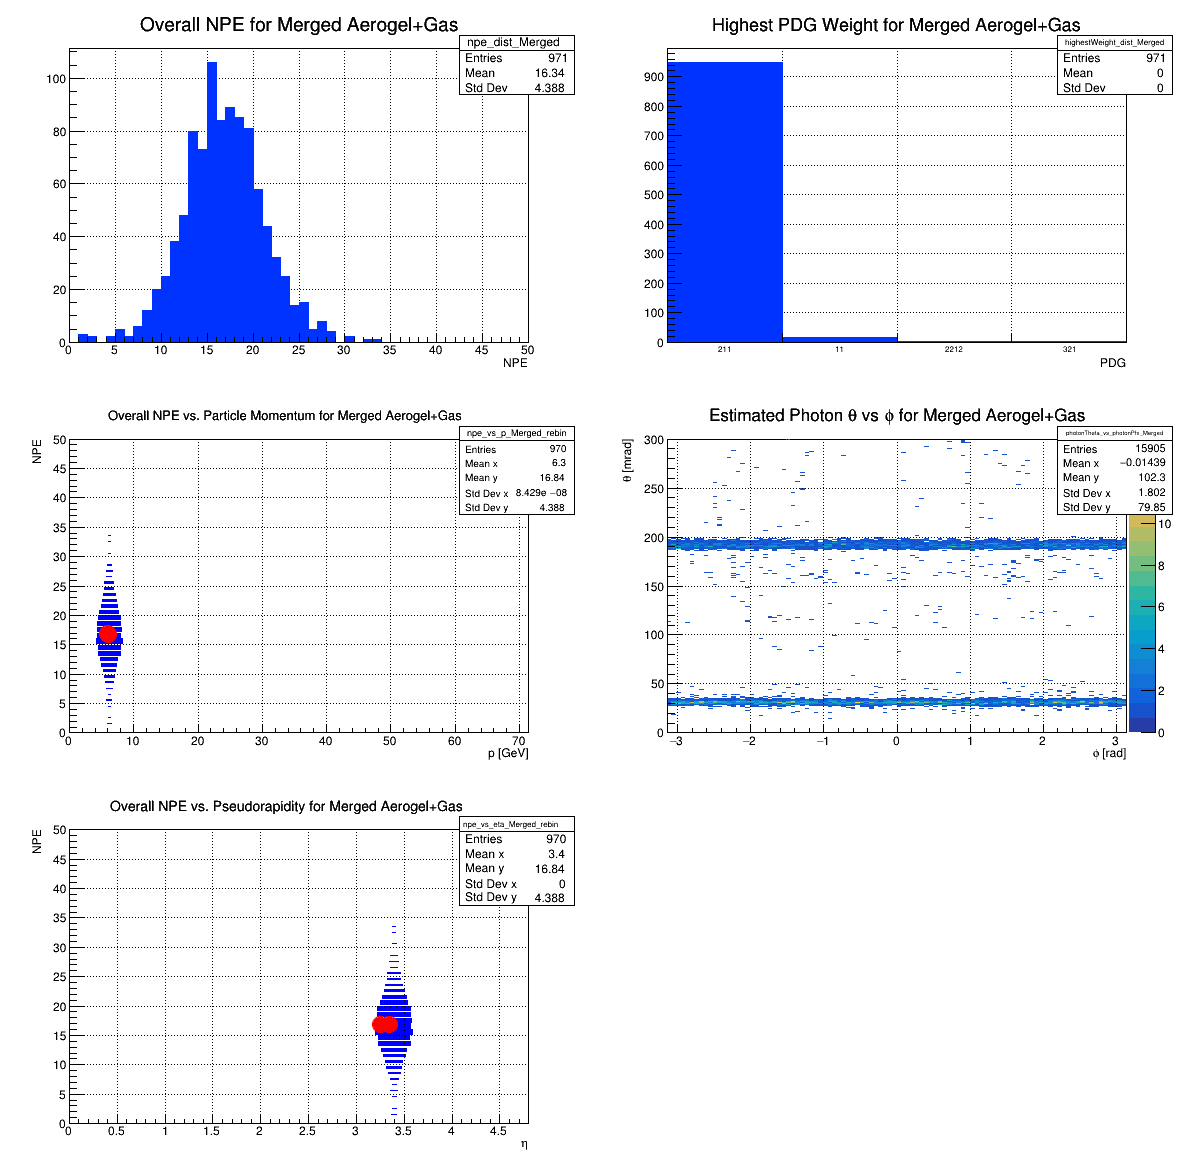 Overall NPE for Merged Aerogel+Gas
npe_dist_Merged
Entries 971
Mean 16.34
Std Dev 4.388
100
80
60
40
20
0
0 5 10 15 20 25 30 35 40 45 50
NPE
Highest PDG Weight for Merged Aerogel+Gas
highestWeight_dist_Merged
Entries 971
Mean 0
Std Dev 0
900
800
700
600
500
400
300
200
100
0
211 11 2212 321
PDG
Overall NPE vs. Particle Momentum for Merged Aerogel+Gas
npe_vs_p_Merged_rebin
Entries 970
Mean x 6.3
Mean y 16.84
Std Dev x 8.429e −08
Std Dev y 4.388
NPE
50
45
40
35
30
25
20
15
10
5
0
0 10 20 30 40 50 60 70
p [GeV]
Estimated Photon θ vs ϕ for Merged Aerogel+Gas
photonTheta_vs_photonPhi_Merged
Entries 15905
Mean x −0.01439
Mean y 102.3
Std Dev x 1.802
Std Dev y 79.85
θ [mrad]
300
250
200
150
100
50
0
−3 −2 −1 0 1 2 3
ϕ [rad]
10
8
6
4
2
0
Overall NPE vs. Pseudorapidity for Merged Aerogel+Gas
npe_vs_eta_Merged_rebin
Entries 970
Mean x 3.4
Mean y 16.84
Std Dev x 0
Std Dev y 4.388
NPE
50
45
40
35
30
25
20
15
10
5
0
0 0.5 1 1.5 2 2.5 3 3.5 4 4.5
η